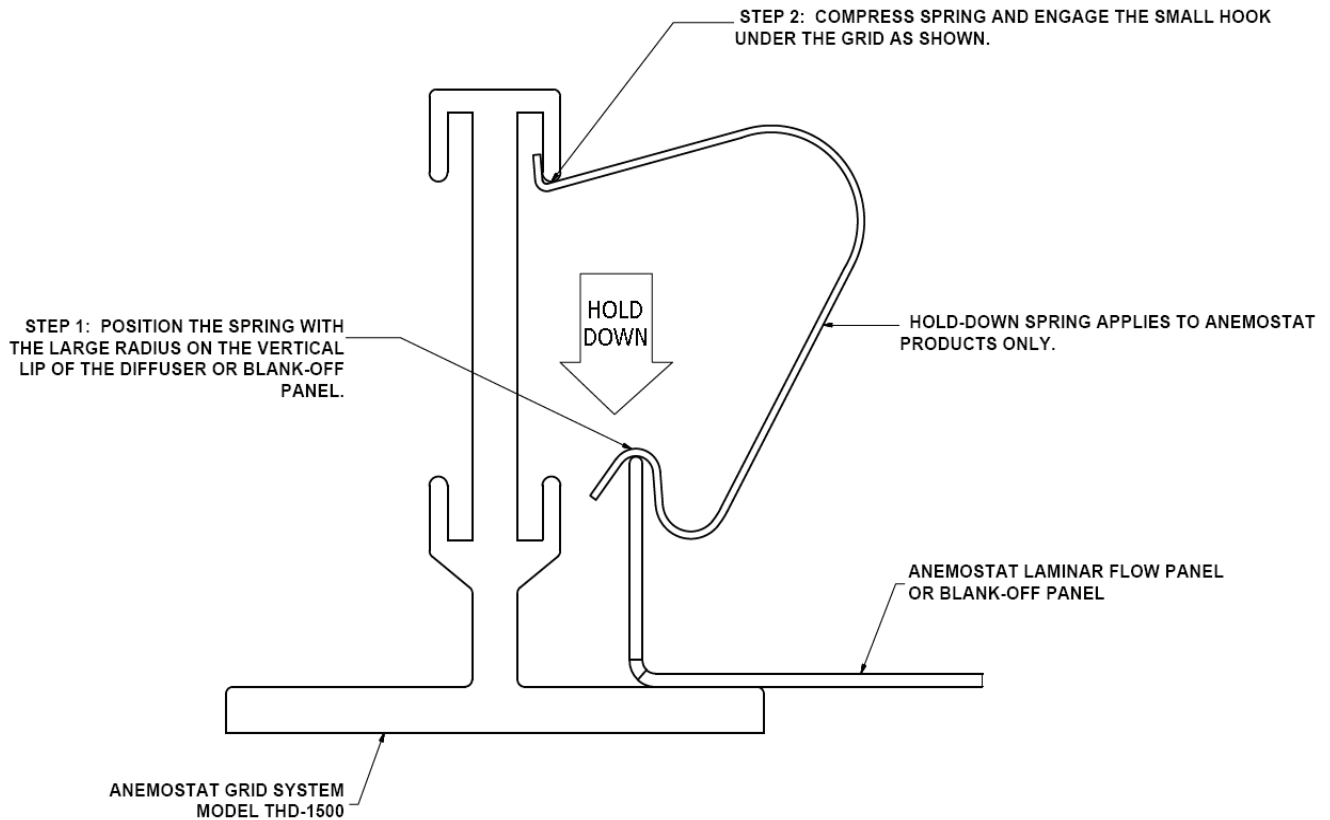 STEP 2: COMPRESS SPRING AND ENGAGE THE SMALL HOOK
UNDER THE GRID AS SHOWN.
HOLD
DOWN
STEP 1: POSITION THE SPRING WITH
THE LARGE RADIUS ON THE VERTICAL
LIP OF THE DIFFUSER OR BLANK-OFF
PANEL.
HOLD-DOWN SPRING APPLIES TO ANEMOSTAT
PRODUCTS ONLY.
ANEMOSTAT LAMINAR FLOW PANEL
OR BLANK-OFF PANEL
ANEMOSTAT GRID SYSTEM
MODEL THD-1500